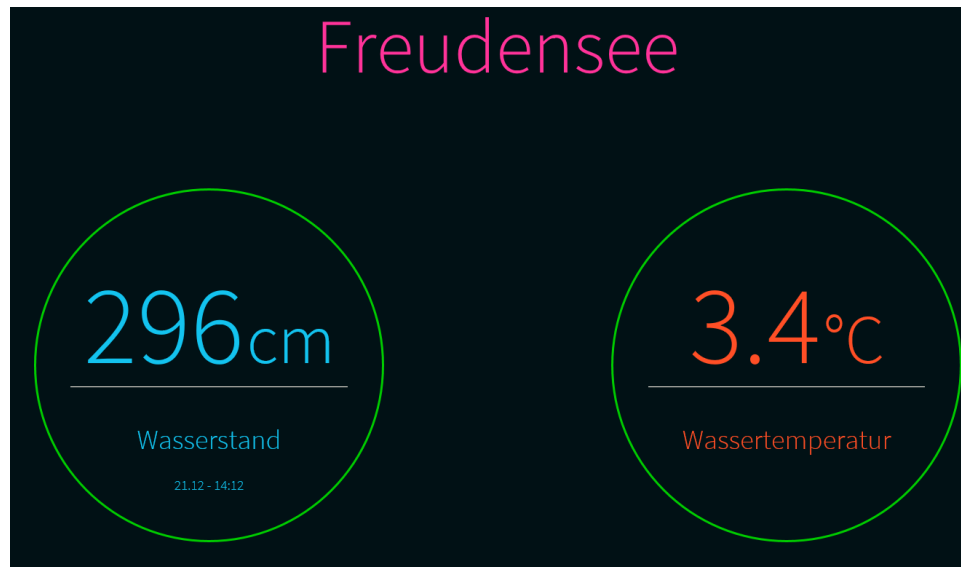 Freudensee
296cm
Wasserstand
21.12 - 14:12
3.4°C
Wassertemperatur